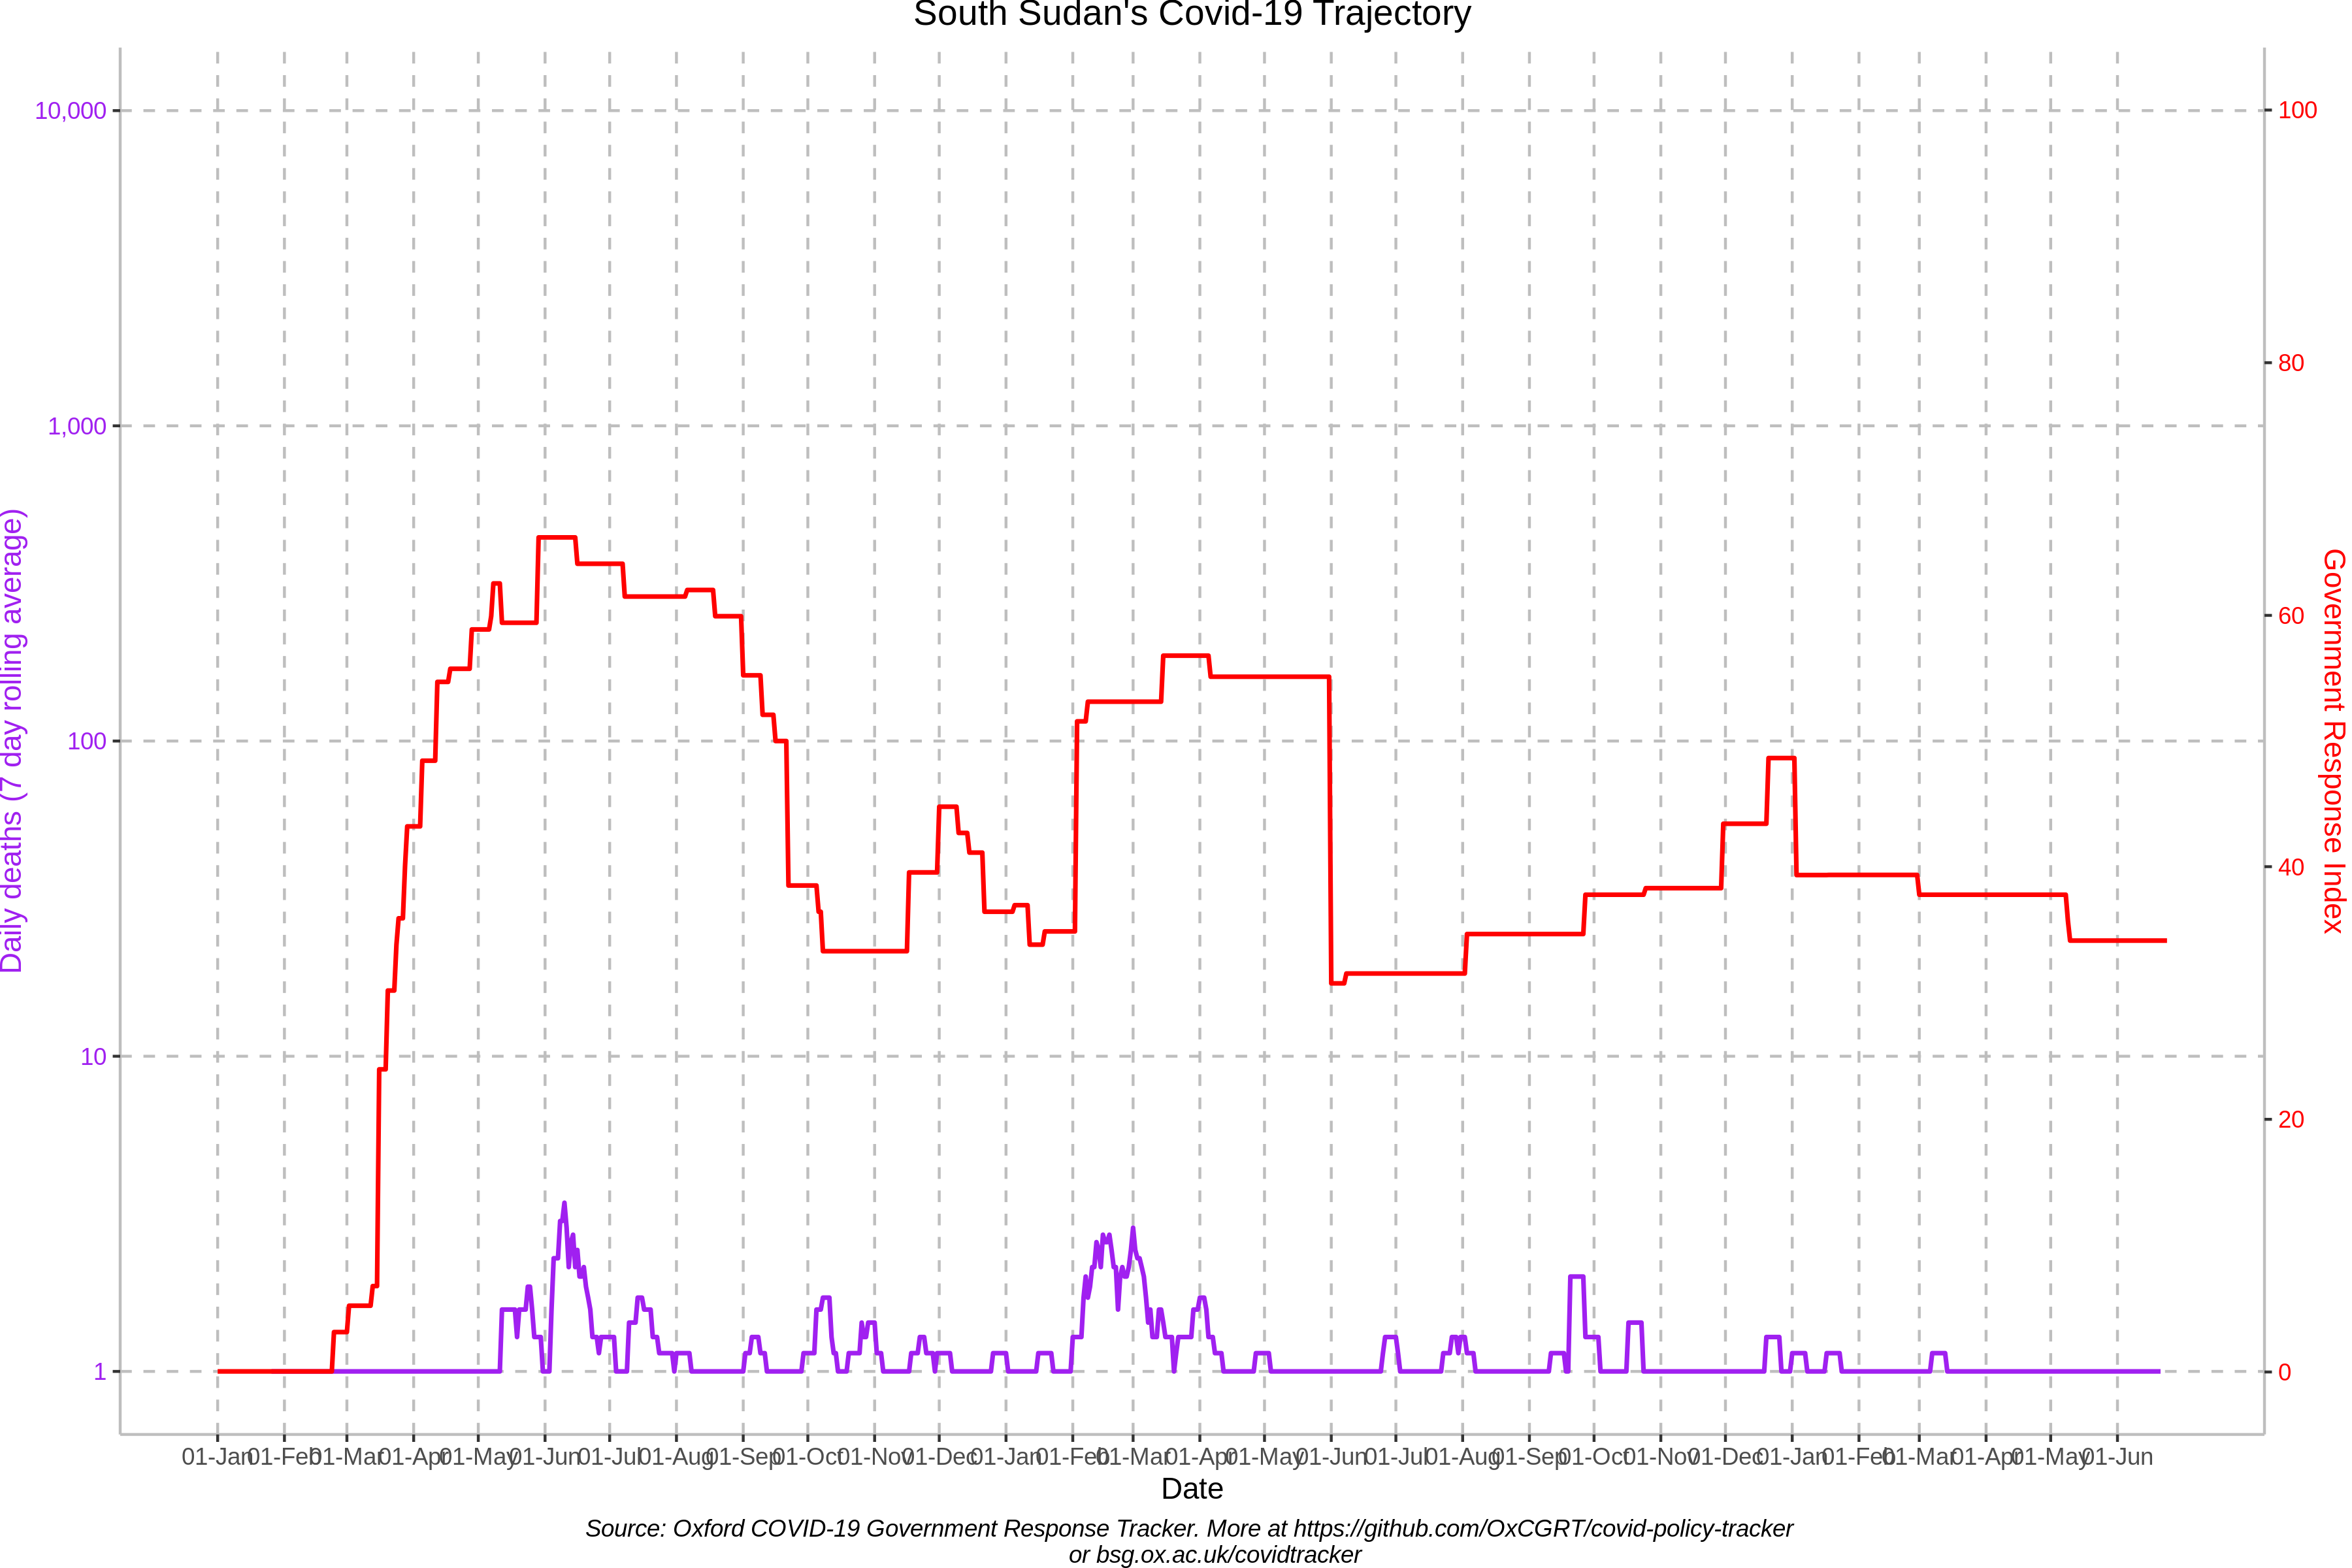 South Sudan's Covid-19 Trajectory
10,000
1,000
100
10
1
Daily deaths (7 day rolling average)
100
80
60
40
20
0
Government Response Index
01-Jan 01-Feb 01-Mar 01-Apr 01-May 01-Jun 01-Jul 01-Aug 01-Sep 01-Oct 01-Nov 01-Dec 01-Jan 01-Feb 01-Mar 01-Apr 01-May 01-Jun 01-Jul 01-Aug 01-Sep 01-Oct 01-Nov 01-Dec 01-Jan 01-Feb 01-Mar 01-Apr 01-May 01-Jun
Date
Source: Oxford COVID-19 Government Response Tracker. More at https://github.com/OxCGRT/covid-policy-tracker
or bsg.ox.ac.uk/covidtracker